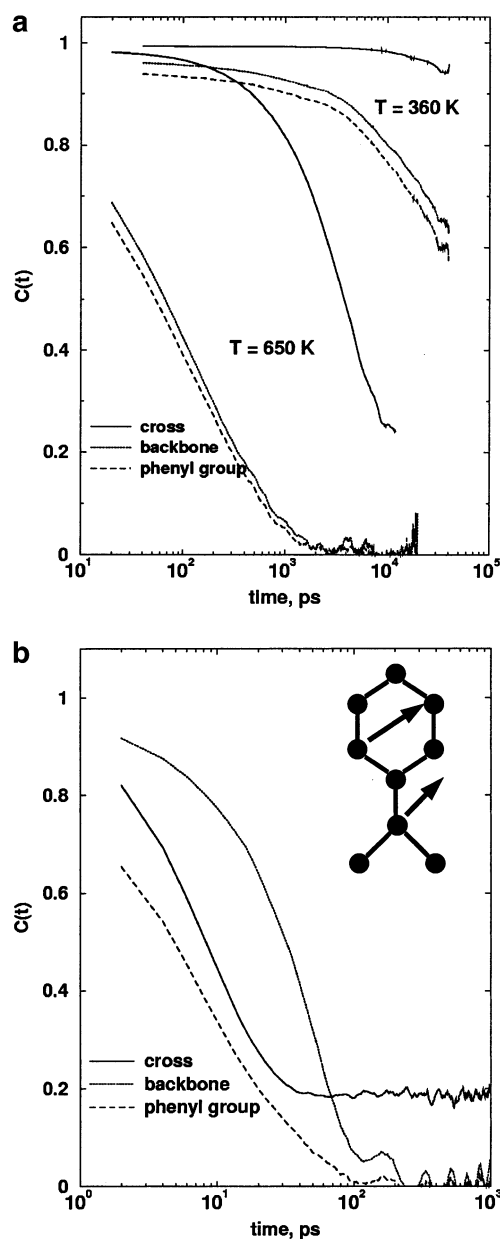 a
1
0.8
0.6
0.4
0.2
0
C(t)
T = 360 K
T = 650 K
cross
backbone
phenyl group
10^1
10^2
10^3
10^4
10^5
time, ps
b
1
0.8
0.6
0.4
0.2
0
C(t)
cross
backbone
phenyl group
10^0
10^1
10^2
10^3
time, ps